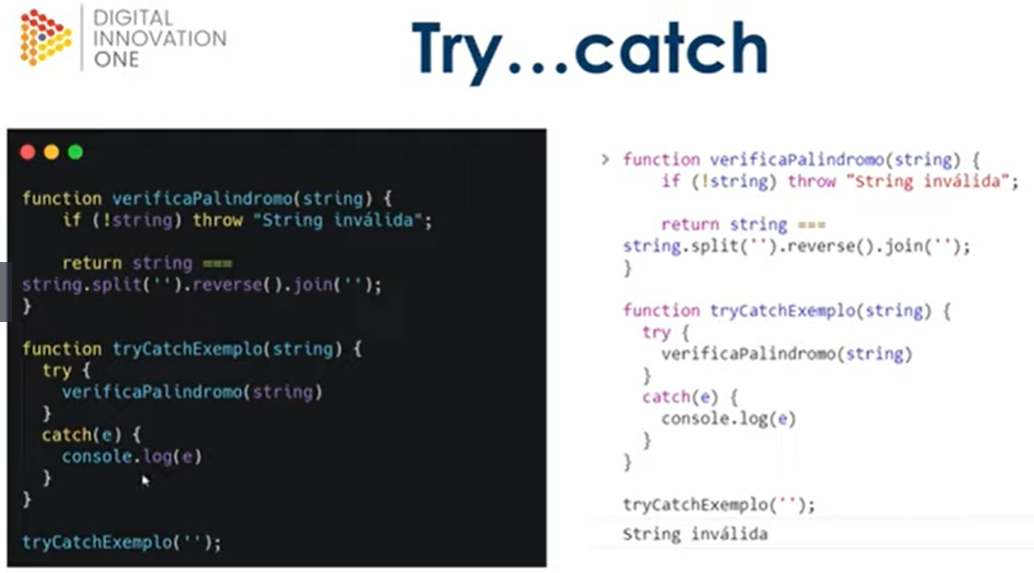 DIGITAL
INNOVATION
ONE
Try...catch
function verificaPalindromo(string) {
if (!string) throw "String inválida";
return string ===
string.split('').reverse().join('');
}
function tryCatchExemplo(string) {
try {
verificaPalindromo(string)
}
catch(e) {
console.log(e)
}
}
tryCatchExemplo('');
> function verificaPalindromo(string) {
if (!string) throw "String inválida";
return string ===
string.split('').reverse().join('');
}
function tryCatchExemplo(string) {
try {
verificaPalindromo(string)
}
catch(e) {
console.log(e)
}
}
tryCatchExemplo('');
String inválida